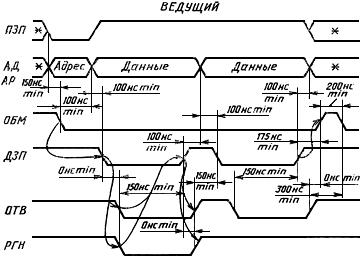 ВЕДУЩИЙ
ПЗП
* *
АД * Адрес Данные Данные *
АР
150нс min
100нс min
200нс min
100нс min
100нс min
100нс min
ОБМ
100нс min
175нс min
ДЗП
0нс min
150нс min
150нс min
150нс min
0нс min
300нс min
ОТВ
0нс min
РГН